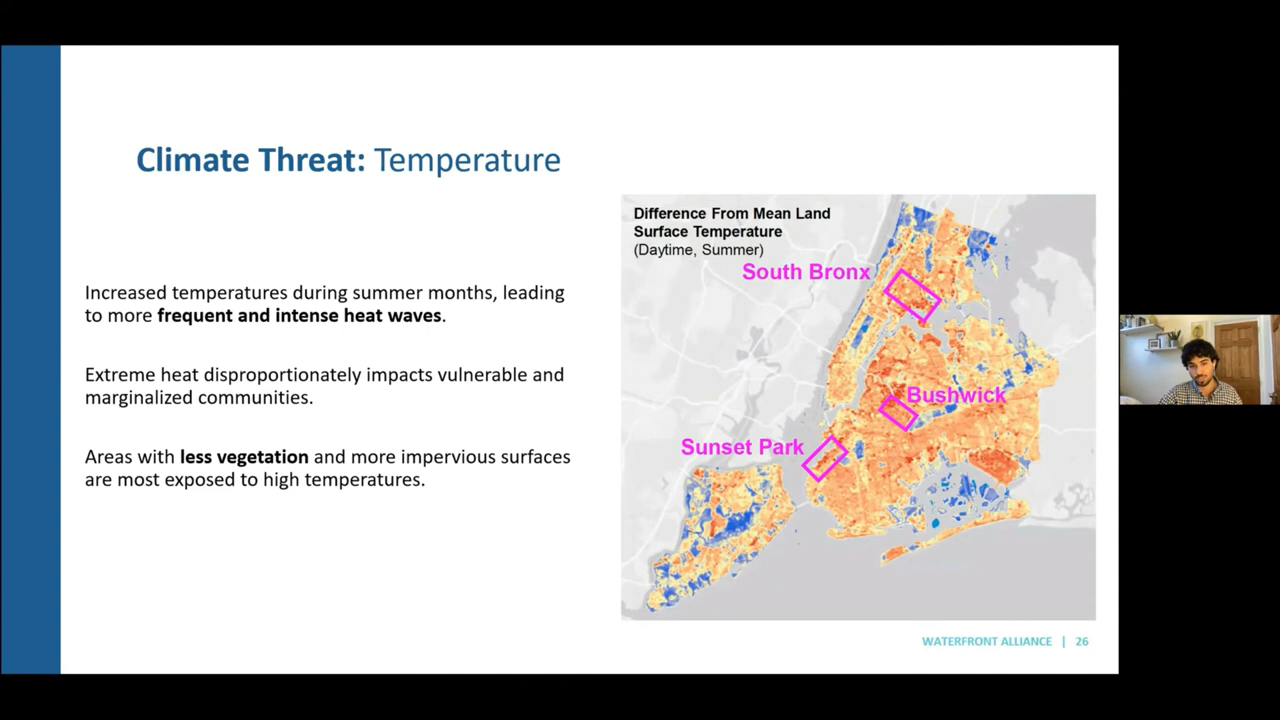 Climate Threat: Temperature
Difference From Mean Land
Surface Temperature
(Daytime, Summer)
South Bronx
Increased temperatures during summer months, leading
to more frequent and intense heat waves.
Extreme heat disproportionately impacts vulnerable and
marginalized communities.
Bushwick
Sunset Park
Areas with less vegetation and more impervious surfaces
are most exposed to high temperatures.
WATERFRONT ALLIANCE | 26